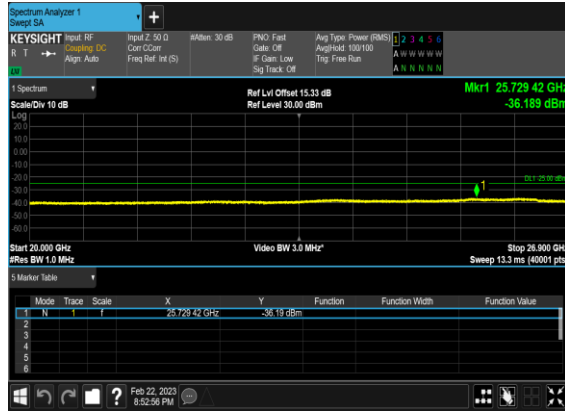 Spectrum Analyzer 1
Swept SA
+
KEYSIGHT Input: RF Input Z: 50 Ω #Atten: 30 dB PNO: Fast Avg Type: Power (RMS) 1 2 3 4 5 6
R T Coupling: DC Corr CCorr Gate: Off Avg|Hold: 100/100 A W W W W W
Align: Auto Freq Ref: Int (S) IF Gain: Low Trig: Free Run
Sig Track: Off A N N N N N
1 Spectrum
Ref Lvl Offset 15.33 dB Mkr1 25.729 42 GHz
Scale/Div 10 dB Ref Level 30.00 dBm -36.189 dBm
Log
20.0
10.0
0.00
-10.0
-20.0
DL1 -25.00 dBm
1
-30.0
-40.0
-50.0
-60.0
Start 20.000 GHz Video BW 3.0 MHz* Stop 26.900 GHz
#Res BW 1.0 MHz Sweep 13.3 ms (40001 pts)
5 Marker Table
Mode Trace Scale X Y Function Function Width Function Value
1 N 1 f 25.729 42 GHz -36.19 dBm
2
3
4
5
6
? Feb 22, 2023
8:52:56 PM